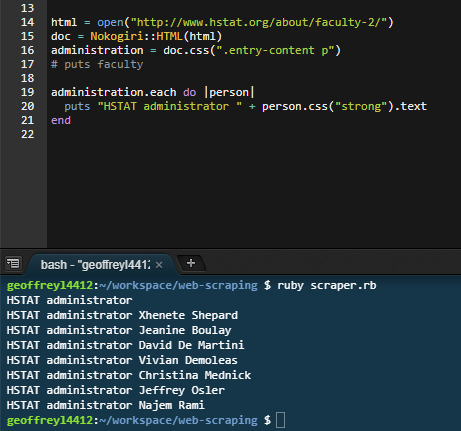 13
14 html = open("http://www.hstat.org/about/faculty-2/")
15 doc = Nokogiri::HTML(html)
16 administration = doc.css(".entry-content p")
17 # puts faculty
18
19 administration.each do |person|
20   puts "HSTAT administrator " + person.css("strong").text
21 end
22
bash - "geoffreyl4412 × +
geoffreyl4412:~/workspace/web-scraping $ ruby scraper.rb
HSTAT administrator
HSTAT administrator Xhenete Shepard
HSTAT administrator Jeanine Boulay
HSTAT administrator David De Martini
HSTAT administrator Vivian Demoleas
HSTAT administrator Christina Mednick
HSTAT administrator Jeffrey Osler
HSTAT administrator Najem Rami
geoffreyl4412:~/workspace/web-scraping $